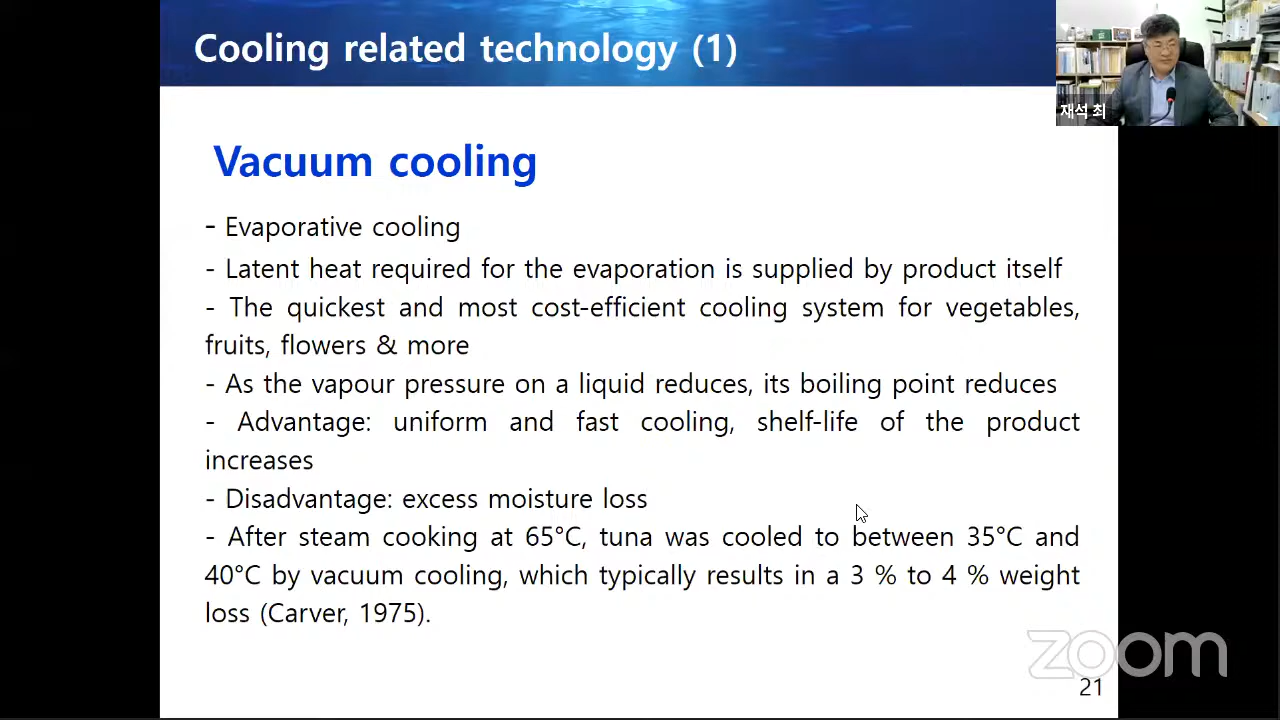 Cooling related technology (1)
재석 최
Vacuum cooling
- Evaporative cooling
- Latent heat required for the evaporation is supplied by product itself
- The quickest and most cost-efficient cooling system for vegetables,
fruits, flowers & more
- As the vapour pressure on a liquid reduces, its boiling point reduces
- Advantage: uniform and fast cooling, shelf-life of the product
increases
- Disadvantage: excess moisture loss
- After steam cooking at 65°C, tuna was cooled to between 35°C and
40°C by vacuum cooling, which typically results in a 3 % to 4 % weight
loss (Carver, 1975).
zoom
21